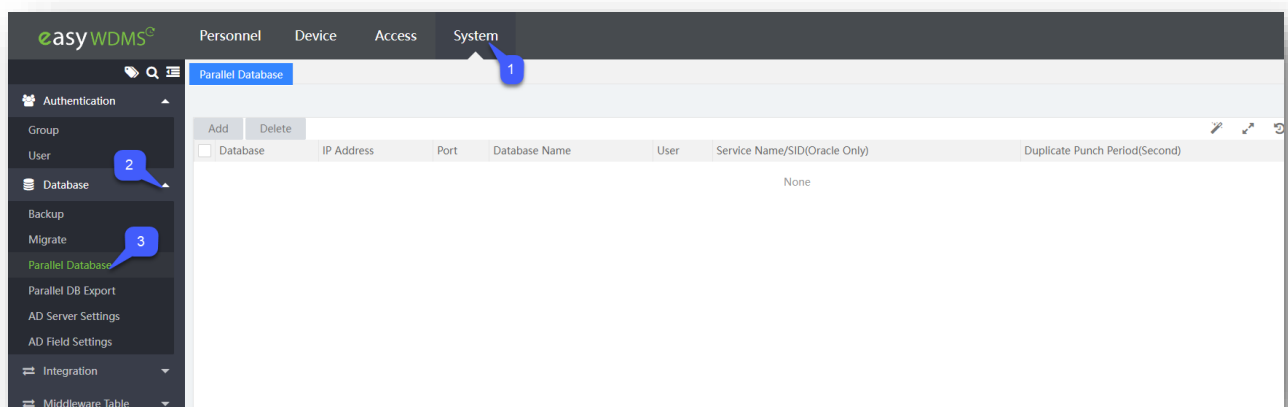 easy WDMS
Personnel Device Access System
1
Parallel Database
Authentication
Add Delete
Group
Database IP Address Port Database Name User Service Name/SID(Oracle Only) Duplicate Punch Period(Second)
User
2
None
Database
Backup
Migrate
3
Parallel Database
Parallel DB Export
AD Server Settings
AD Field Settings
Integration
Middleware Table